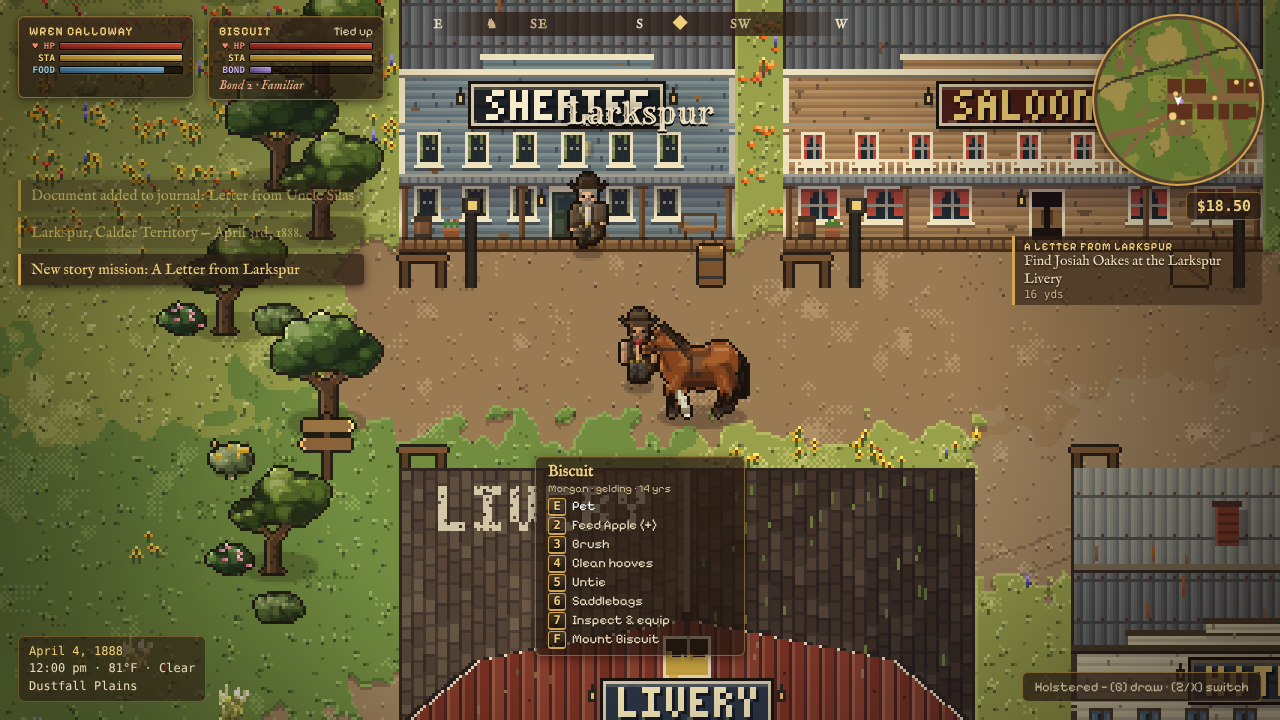 WREN CALLOWAY
HP
STA
FOOD
BISCUIT Tied up
HP
STA
BOND
Bond 2 · Familiar
E SE S SW W
SHERIFF
Larkspur
SALOON
$18.50
Document added to journal: Letter from Uncle Silas
Larkspur, Calder Territory — April 3rd, 1888.
New story mission: A Letter from Larkspur
A LETTER FROM LARKSPUR
Find Josiah Oakes at the Larkspur
Livery
16 yds
Biscuit
Morgan · gelding · 14 yrs
E Pet
2 Feed Apple (+)
3 Brush
4 Clean hooves
5 Untie
6 Saddlebags
7 Inspect & equip
F Mount Biscuit
LIVERY
April 4, 1888
12:00 pm · 81°F · Clear
Dustfall Plains
Holstered - (G) draw · (Z/X) switch